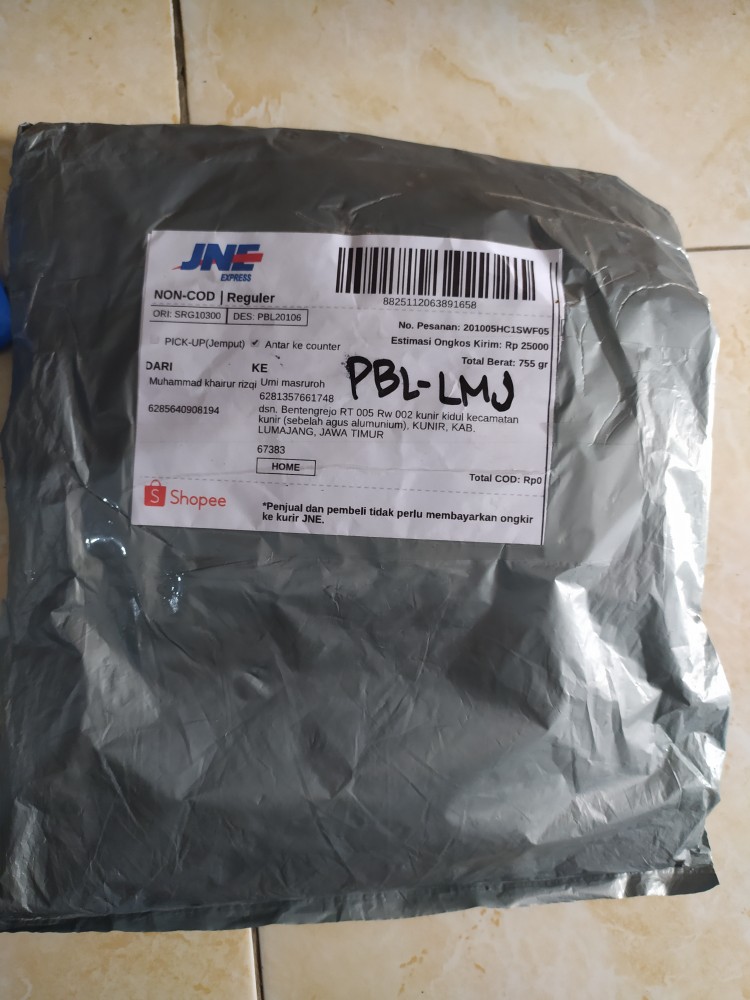 JNE
EXPRESS
8825112063891658
NON-COD | Reguler
ORI: SRG10300 DES: PBL20106
No. Pesanan: 201005HC1SWF05
Estimasi Ongkos Kirim: Rp 25000
PICK-UP(Jemput) ✔ Antar ke counter
Total Berat: 755 gr
DARI KE
PBL-LMJ
Muhammad khairur rizqi Umi masruroh
6281357661748
6285640908194
dsn. Bentengrejo RT 005 Rw 002 kunir kidul kecamatan
kunir (sebelah agus alumunium), KUNIR, KAB.
LUMAJANG, JAWA TIMUR
67383
HOME
Total COD: Rp0
Shopee
*Penjual dan pembeli tidak perlu membayarkan ongkir
ke kurir JNE.